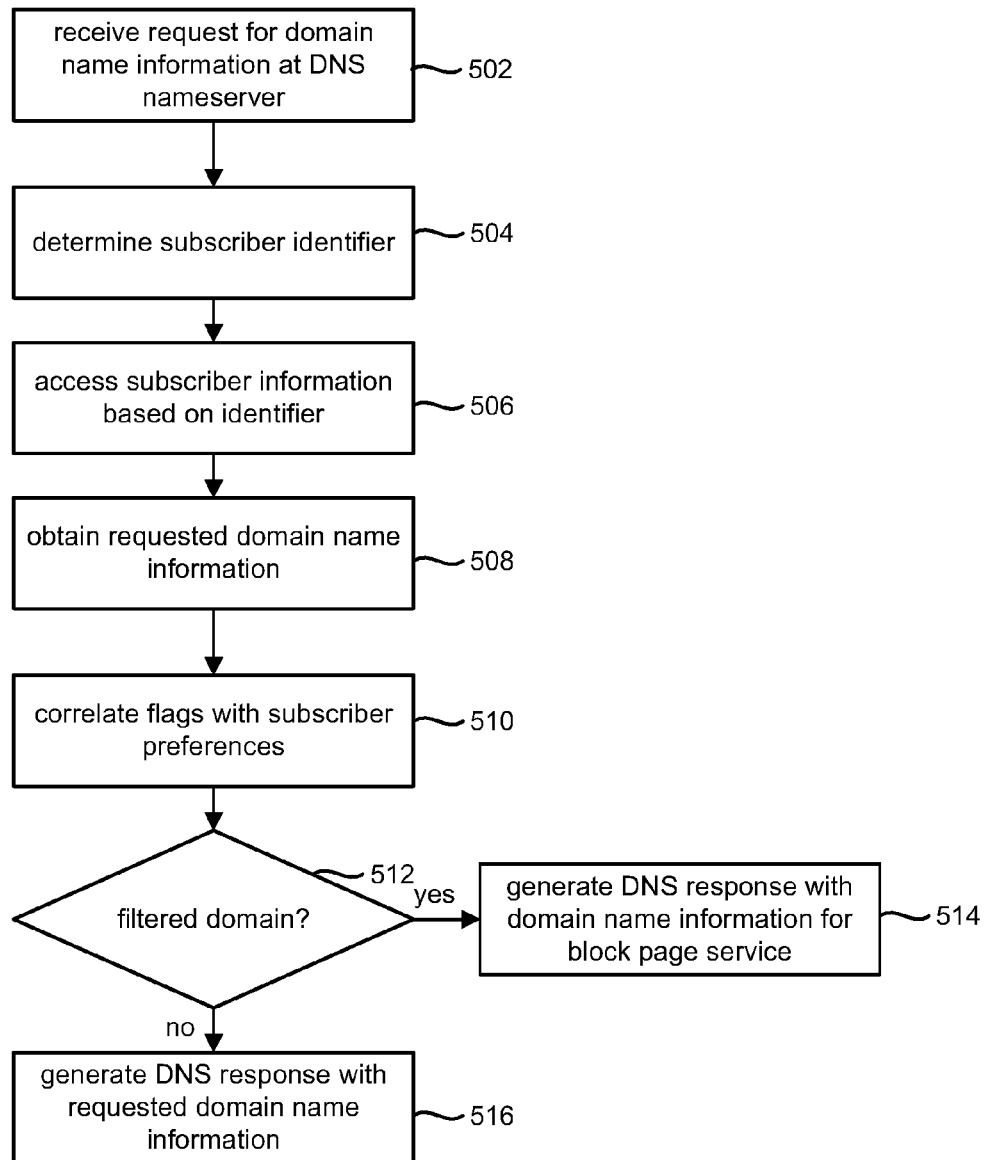 receive request for domain
name information at DNS
nameserver
502
determine subscriber identifier
504
access subscriber information
based on identifier
506
obtain requested domain name
information
508
correlate flags with subscriber
preferences
510
512
filtered domain?
yes
generate DNS response with
domain name information for
block page service
514
no
generate DNS response with
requested domain name
information
516